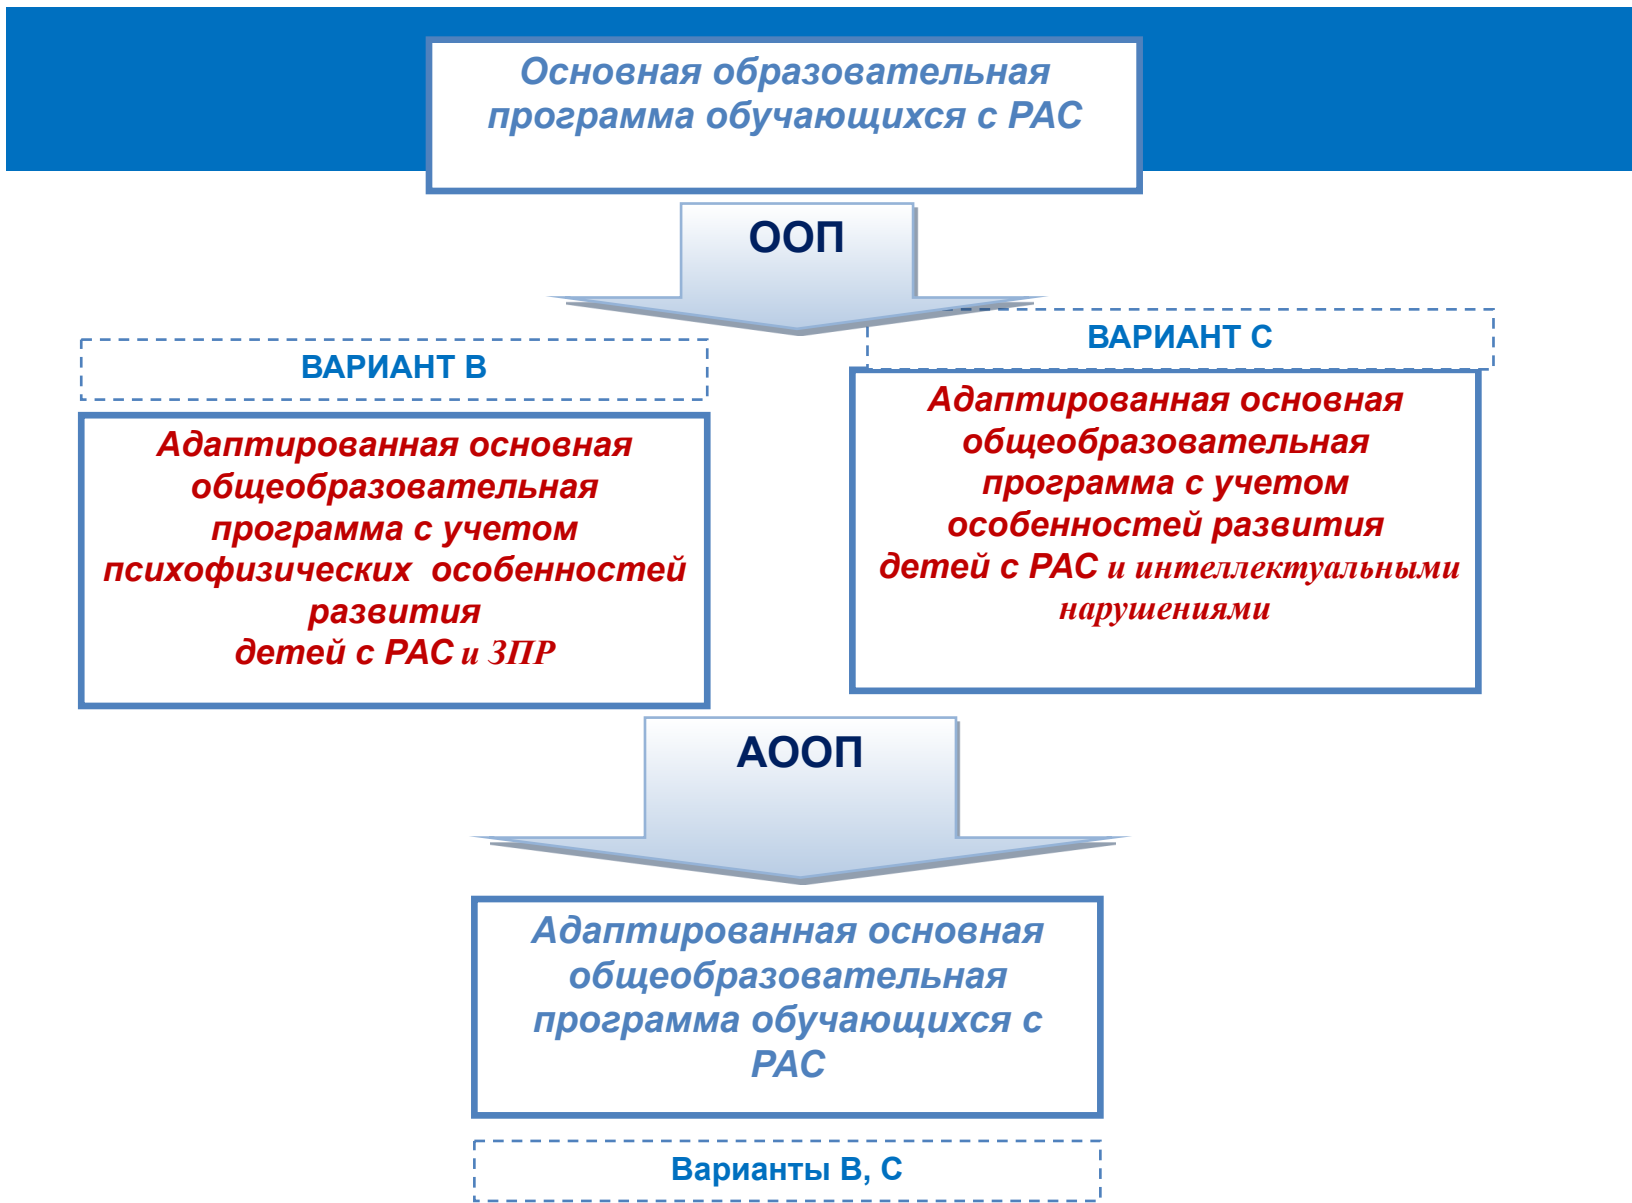 Основная образовательная
программа обучающихся с РАС
ООП
ВАРИАНТ В
Адаптированная основная
общеобразовательная
программа с учетом
психофизических особенностей
развития
детей с РАС и ЗПР
ВАРИАНТ С
Адаптированная основная
общеобразовательная
программа с учетом
особенностей развития
детей с РАС и интеллектуальными
нарушениями
АООП
Адаптированная основная
общеобразовательная
программа обучающихся с
РАС
Варианты В, С